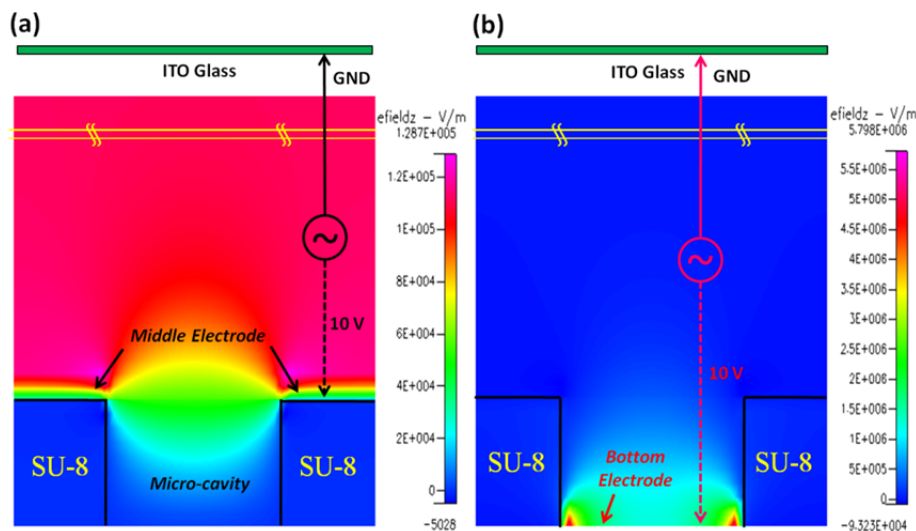 (a)
ITO Glass
GND
efieldz - V/m
1.287E+005
1.2E+005
1E+005
8E+004
6E+004
4E+004
2E+004
0
-5028
10 V
Middle Electrode
SU-8
Micro-cavity
SU-8
(b)
ITO Glass
GND
efieldz - V/m
5.798E+006
5.5E+006
5E+006
4.5E+006
4E+006
3.5E+006
3E+006
2.5E+006
2E+006
1.5E+006
1E+006
5E+005
0
-9.323E+004
10 V
SU-8
Bottom
Electrode
SU-8